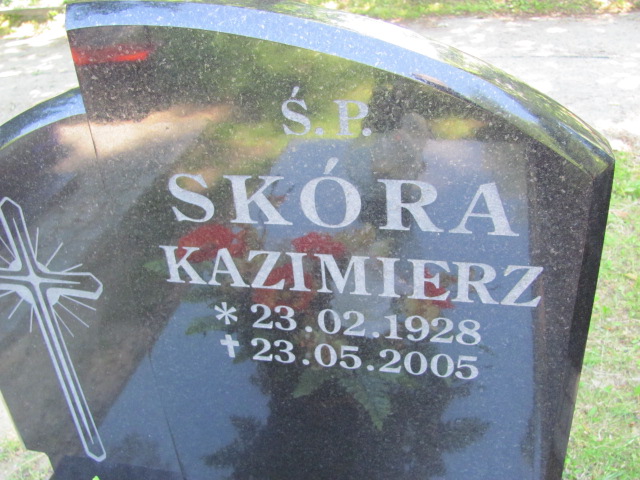 Ś.P.
SKÓRA
KAZIMIERZ
* 23.02.1928
✝ 23.05.2005